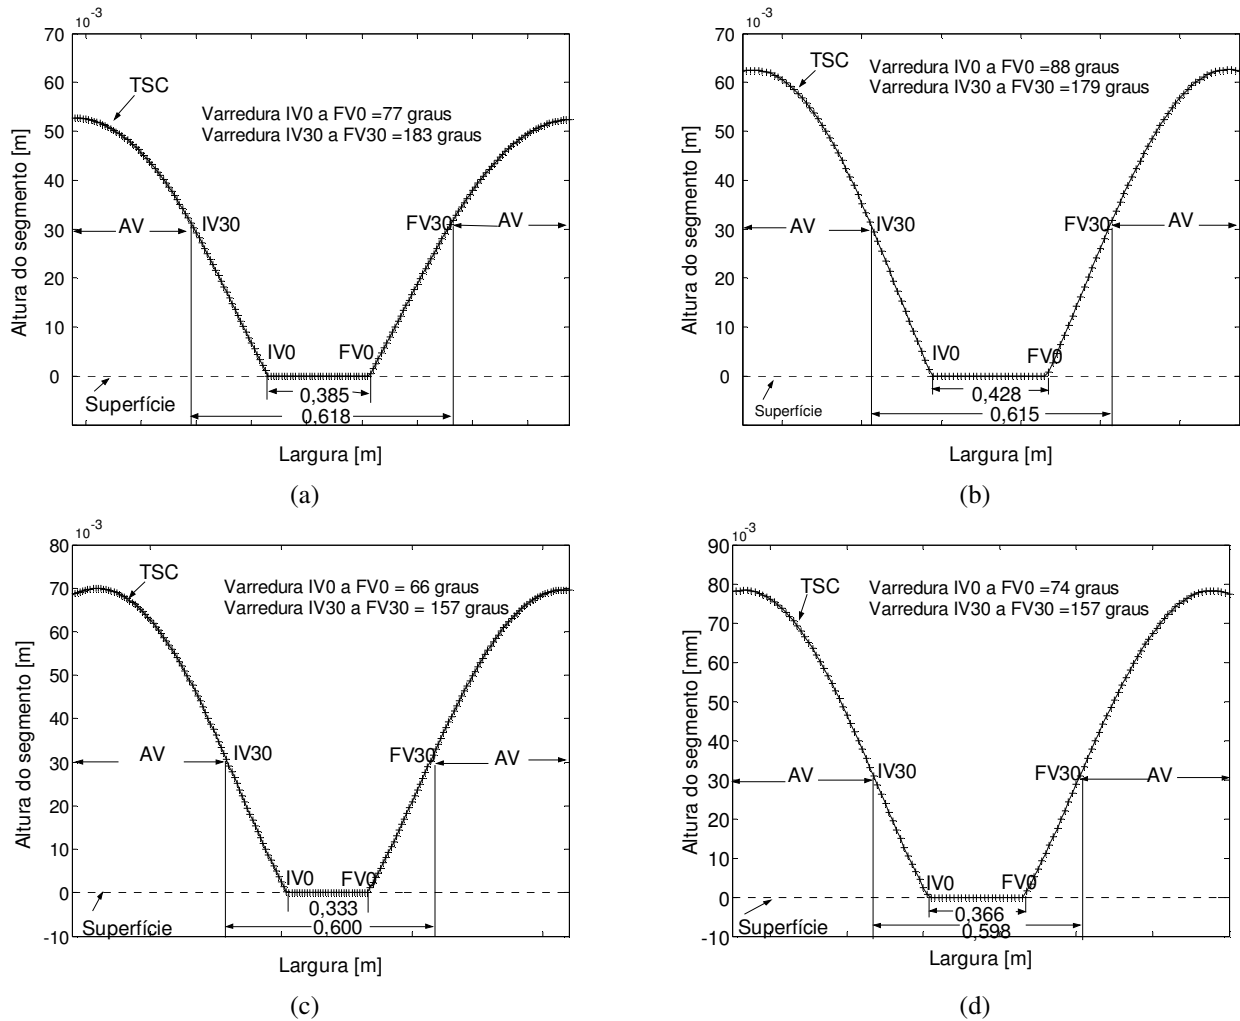 10-3
70
TSC
Varredura IV0 a FV0 =77 graus
Varredura IV30 a FV30 =183 graus
60
50
40
30
20
10
0
Altura do segmento [m]
AV
IV30
FV30
AV
IV0
FV0
Superfície
0,385
0,618
Largura [m]
(a)
10-3
70
TSC
Varredura IV0 a FV0 =88 graus
Varredura IV30 a FV30 =179 graus
60
50
40
30
20
10
0
Altura do segmento [m]
AV
IV30
FV30
AV
IV0
FV0
Superfície
0,428
0,615
Largura [m]
(b)
10-3
80
TSC
Varredura IV0 a FV0 = 66 graus
Varredura IV30 a FV30 = 157 graus
70
60
50
40
30
20
10
0
-10
Altura do segmento [m]
AV
IV30
FV30
AV
IV0
FV0
Superfície
0,333
0,600
Largura [m]
(c)
10-3
90
TSC
Varredura IV0 a FV0 =74 graus
Varredura IV30 a FV30 =157 graus
80
70
60
50
40
30
20
10
0
-10
Altura do segmento [mm]
AV
IV30
FV30
AV
IV0
FV0
Superfície
0,366
0,598
Largura [m]
(d)